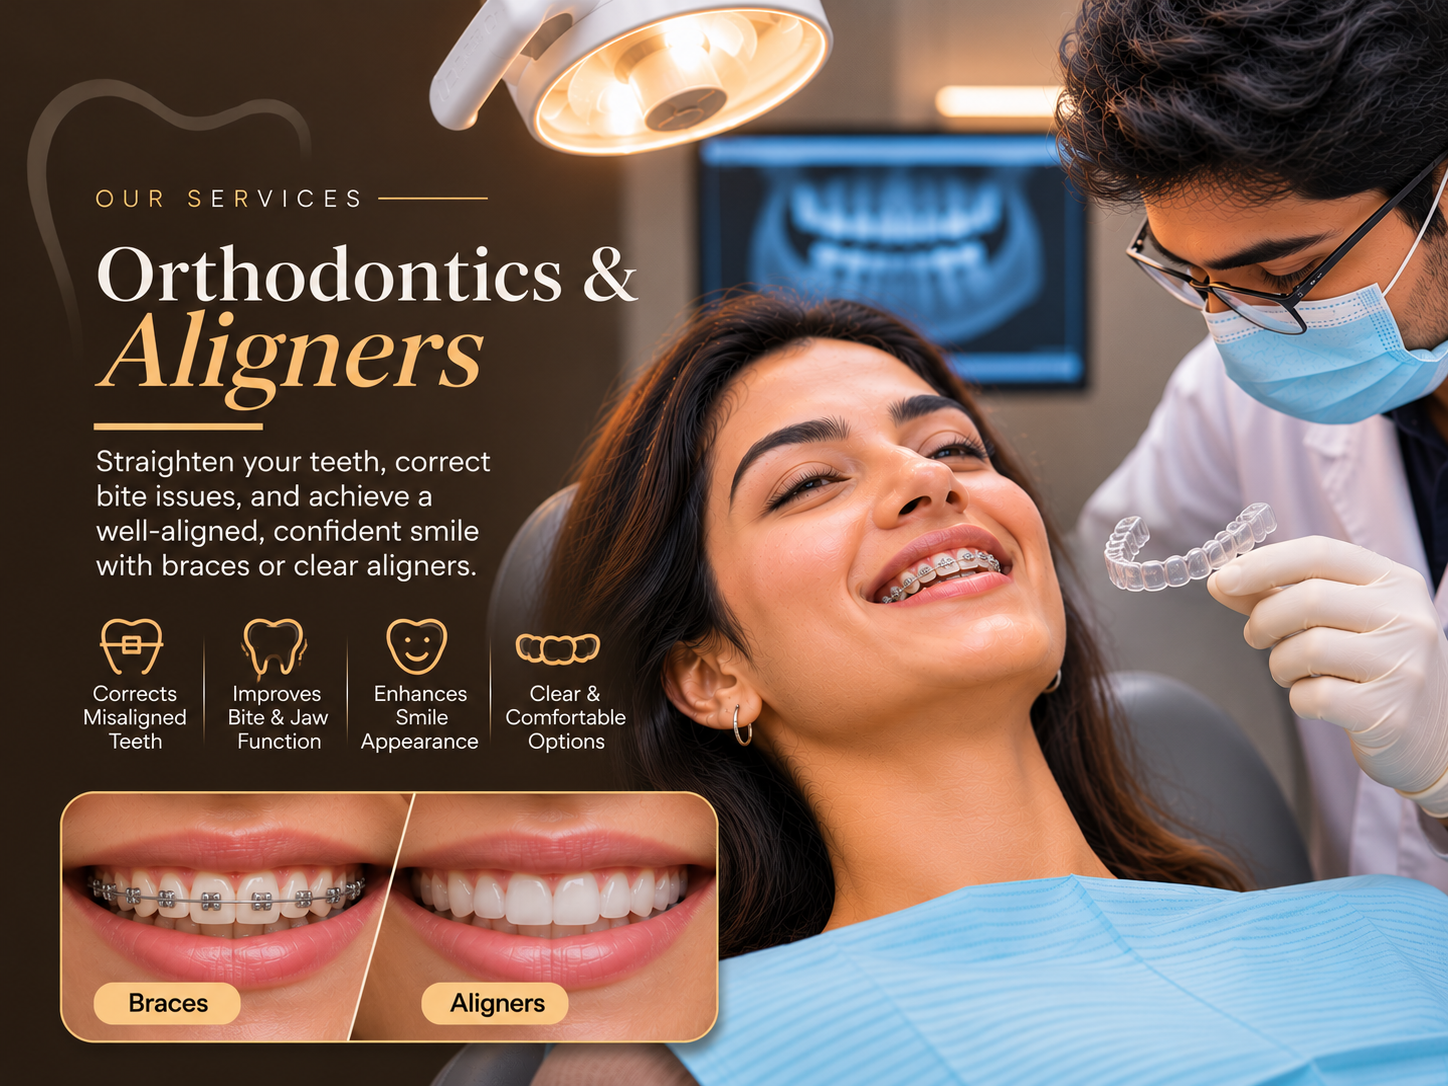 OUR SERVICES
Orthodontics &
Aligners
Straighten your teeth, correct
bite issues, and achieve a
well-aligned, confident smile
with braces or clear aligners.
Corrects
Misaligned
Teeth
Improves
Bite & Jaw
Function
Enhances
Smile
Appearance
Clear &
Comfortable
Options
Braces
Aligners